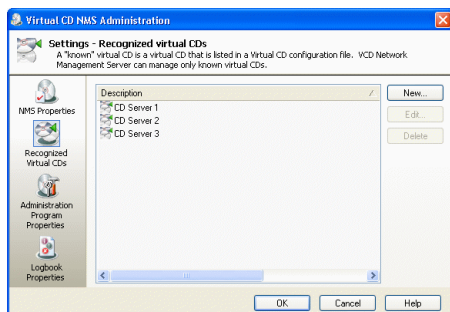 Virtual CD NMS Administration
Settings - Recognized virtual CDs
A "known" virtual CD is a virtual CD that is listed in a Virtual CD configuration file. VCD Network
Management Server can manage only known virtual CDs.
NMS Properties
Recognized
Virtual CDs
Administration
Program
Properties
Logbook
Properties
Description
CD Server 1
CD Server 2
CD Server 3
New...
Edit...
Delete
OK
Cancel
Help